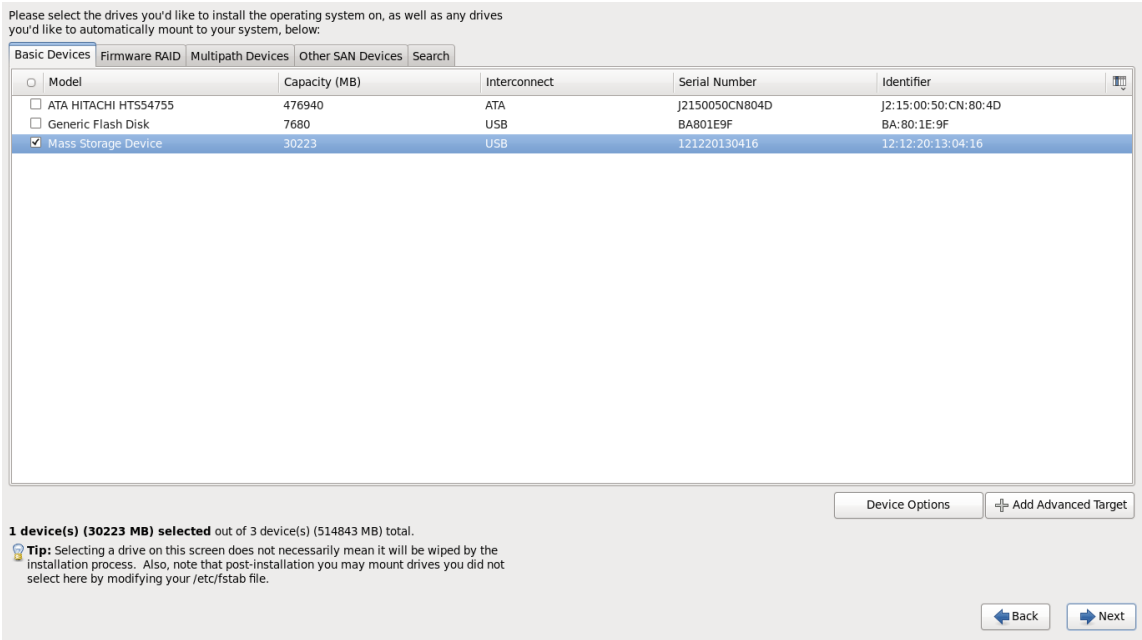 Please select the drives you'd like to install the operating system on, as well as any drives
you'd like to automatically mount to your system, below:
Basic Devices Firmware RAID Multipath Devices Other SAN Devices Search
Model Capacity (MB) Interconnect Serial Number Identifier
ATA HITACHI HTS54755 476940 ATA J2150050CN804D J2:15:00:50:CN:80:4D
Generic Flash Disk 7680 USB BA801E9F BA:80:1E:9F
Mass Storage Device 30223 USB 121220130416 12:12:20:13:04:16
Device Options Add Advanced Target
1 device(s) (30223 MB) selected out of 3 device(s) (514843 MB) total.
Tip: Selecting a drive on this screen does not necessarily mean it will be wiped by the
installation process. Also, note that post-installation you may mount drives you did not
select here by modifying your /etc/fstab file.
Back Next